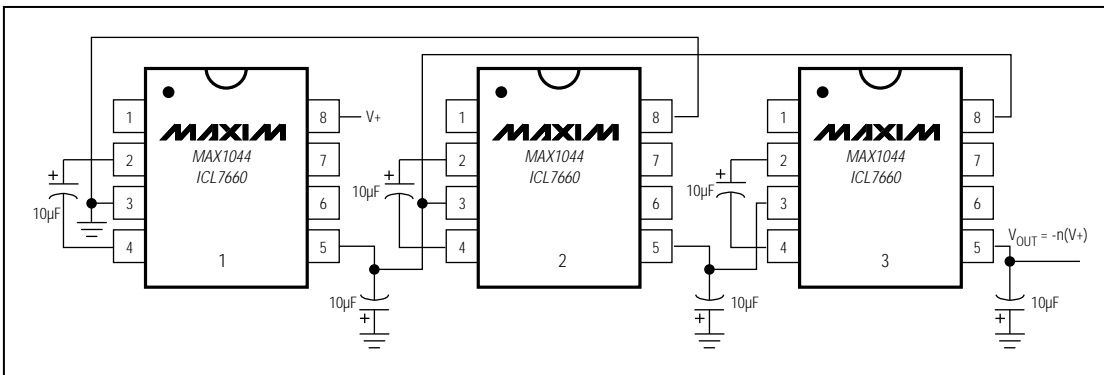 MAXIM
MAX1044
ICL7660
1
2
3
4
8
7
6
5
V+
10µF
+
1
10µF
+
MAXIM
MAX1044
ICL7660
1
2
3
4
8
7
6
5
10µF
+
2
10µF
+
MAXIM
MAX1044
ICL7660
1
2
3
4
8
7
6
5
10µF
+
3
VOUT = -n(V+)
10µF
+